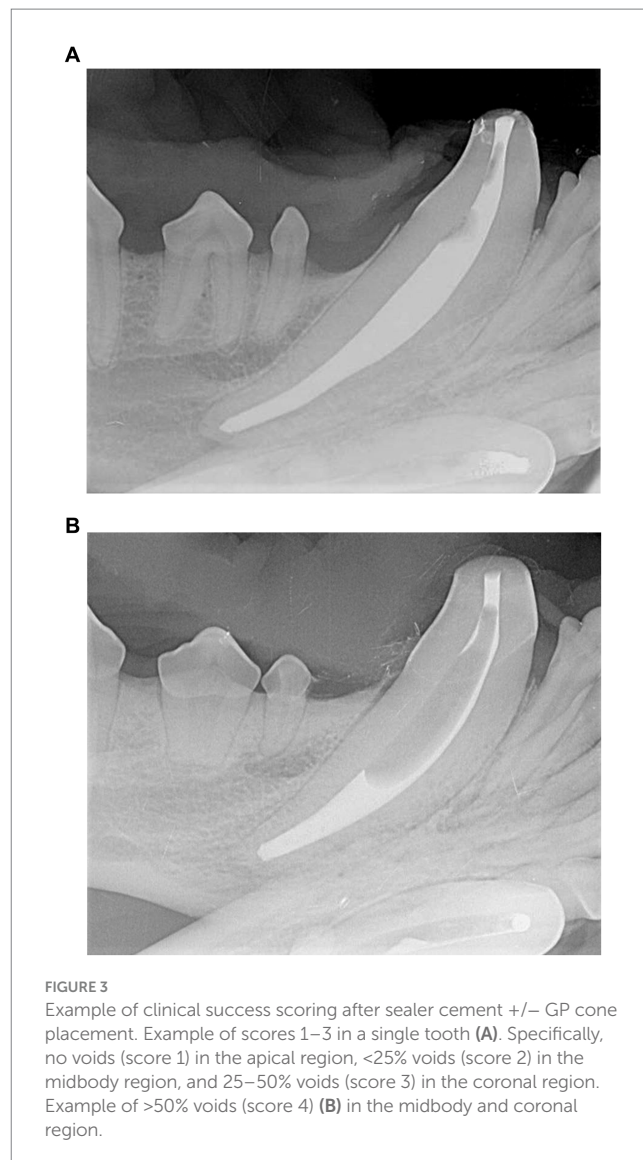 A
B
FIGURE 3
Example of clinical success scoring after sealer cement +/− GP cone
placement. Example of scores 1–3 in a single tooth (A). Specifically,
no voids (score 1) in the apical region, <25% voids (score 2) in the
midbody region, and 25–50% voids (score 3) in the coronal region.
Example of >50% voids (score 4) (B) in the midbody and coronal
region.